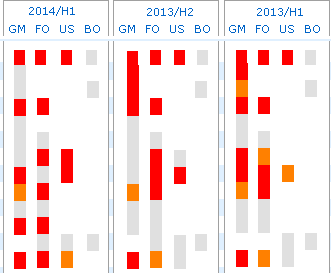 2014/H1 2013/H2 2013/H1
GM FO US BO GM FO US BO GM FO US BO